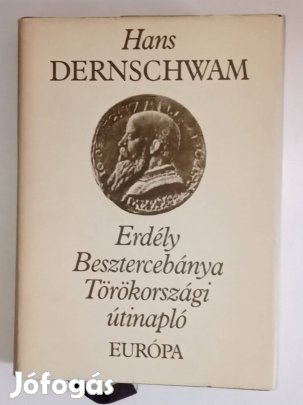 Hans
DERNSCHWAM
Erdély
Besztercebánya
Törökországi
útinapló
EURÓPA
Jófogás